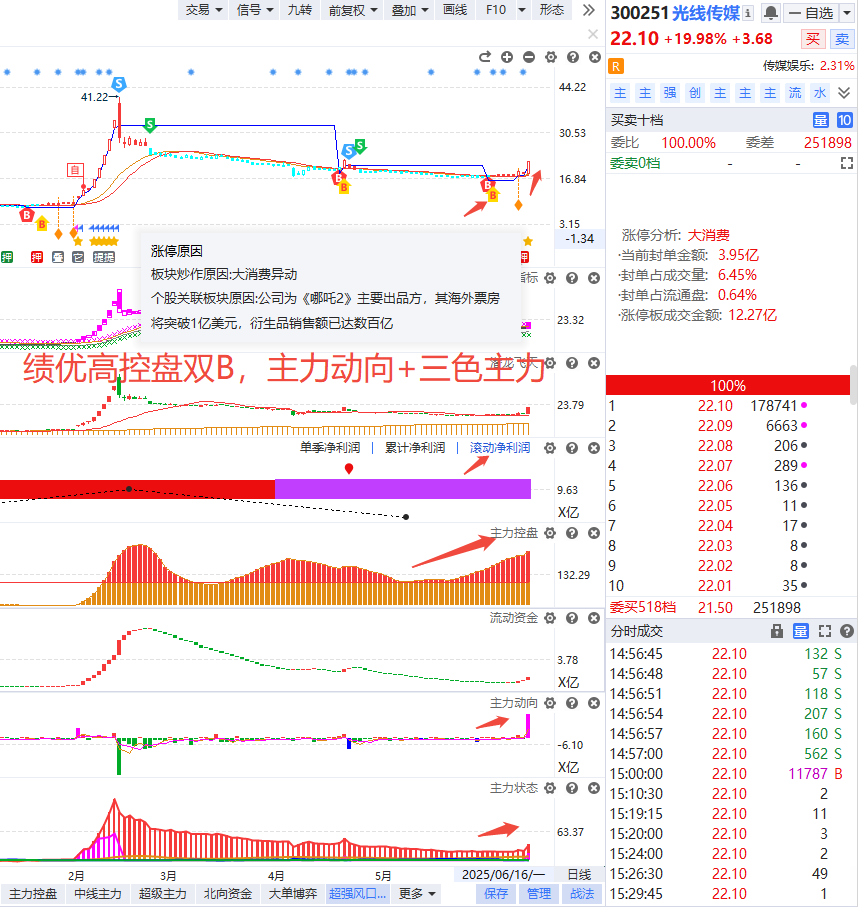 交易 信号 九转 前复权 叠加 画线 F10 形态
300251 光线传媒 自选
22.10 +19.98% +3.68 买 卖
R 传媒娱乐: 2.31%
主 主 强 创 主 主 主 流 水
买卖十档 量 10
委比 100.00% 委差 251898
委卖0档 - -
涨停分析: 大消费
·当前封单金额: 3.95亿
·封单占成交量: 6.45%
·封单占流通盘: 0.64%
·涨停板成交金额: 12.27亿
100%
1 22.10 178741
2 22.09 6663
3 22.08 206
4 22.07 289
5 22.06 136
6 22.05 11
7 22.04 17
8 22.03 8
9 22.02 8
10 22.01 35
委买518档 21.50 251898
分时成交 量
14:56:45 22.10 132 S
14:56:48 22.10 57 S
14:56:51 22.10 118 S
14:56:54 22.10 207 S
14:56:57 22.10 160 S
14:57:00 22.10 562 S
15:00:00 22.10 11787 B
15:10:30 22.10 2
15:19:15 22.10 11
15:20:00 22.10 3
15:24:00 22.10 2
15:26:30 22.10 49
15:29:45 22.10 1
44.22
41.22
S
S
30.53
S
S
自
B
B
B
B
16.84
B
B
3.15
-1.34
押 押 叠 它 提提
涨停原因
板块炒作原因:大消费异动
个股关联板块原因:公司为《哪吒2》主要出品方，其海外票房
将突破1亿美元，衍生品销售额已达数百亿
指标
23.32
绩优高控盘双B，主力动向+三色主力
23.79
单季净利润 | 累计净利润 | 滚动净利润
9.63
X亿
主力控盘
132.29
流动资金
3.78
X亿
主力动向
-6.10
X亿
主力状态
63.37
2月 3月 4月 5月 2025/06/16/一 日线
主力控盘 中线主力 超级主力 北向资金 大单博弈 超强风口... 更多 保存 管理 战法